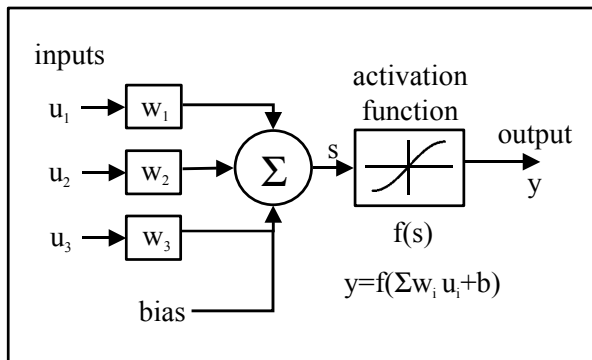 inputs
activation
function
u₁ w₁
output
u₂ w₂ Σ s
y
u₃ w₃
f(s)
bias
y=f(Σwᵢ uᵢ+b)